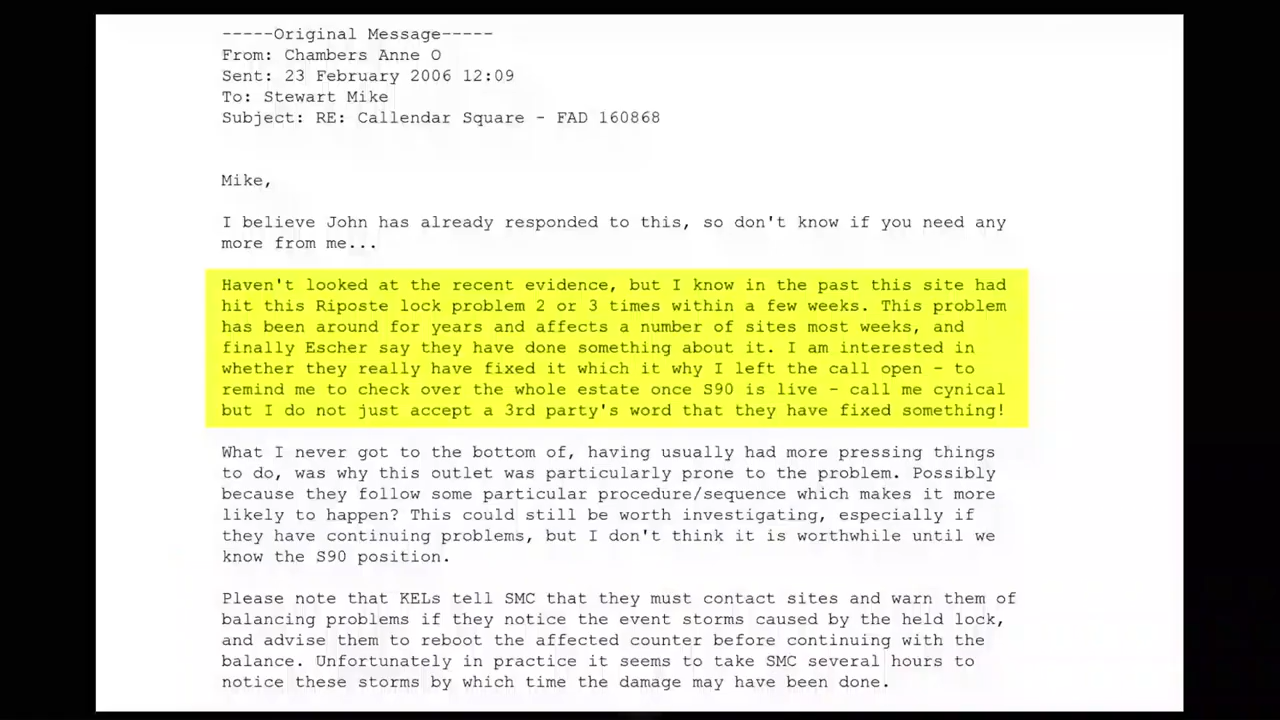 -----Original Message-----
From: Chambers Anne O
Sent: 23 February 2006 12:09
To: Stewart Mike
Subject: RE: Callendar Square - FAD 160868
Mike,
I believe John has already responded to this, so don't know if you need any
more from me...
Haven't looked at the recent evidence, but I know in the past this site had
hit this Riposte lock problem 2 or 3 times within a few weeks. This problem
has been around for years and affects a number of sites most weeks, and
finally Escher say they have done something about it. I am interested in
whether they really have fixed it which it why I left the call open - to
remind me to check over the whole estate once S90 is live - call me cynical
but I do not just accept a 3rd party's word that they have fixed something!
What I never got to the bottom of, having usually had more pressing things
to do, was why this outlet was particularly prone to the problem. Possibly
because they follow some particular procedure/sequence which makes it more
likely to happen? This could still be worth investigating, especially if
they have continuing problems, but I don't think it is worthwhile until we
know the S90 position.
Please note that KELs tell SMC that they must contact sites and warn them of
balancing problems if they notice the event storms caused by the held lock,
and advise them to reboot the affected counter before continuing with the
balance. Unfortunately in practice it seems to take SMC several hours to
notice these storms by which time the damage may have been done.